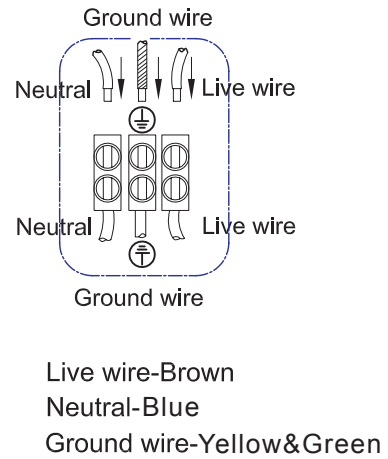 Ground wire
Neutral Live wire
Neutral Live wire
Ground wire
Live wire-Brown
Neutral-Blue
Ground wire-Yellow&Green